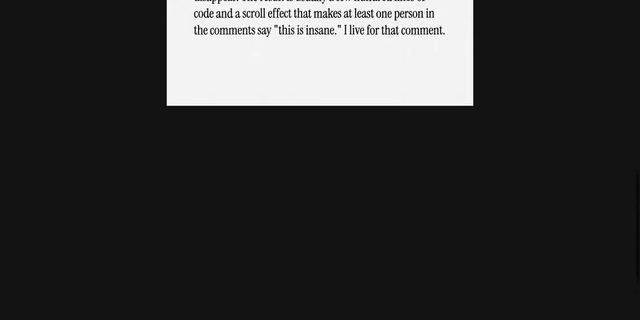 code and a scroll effect that makes at least one person in
the comments say "this is insane." I live for that comment.